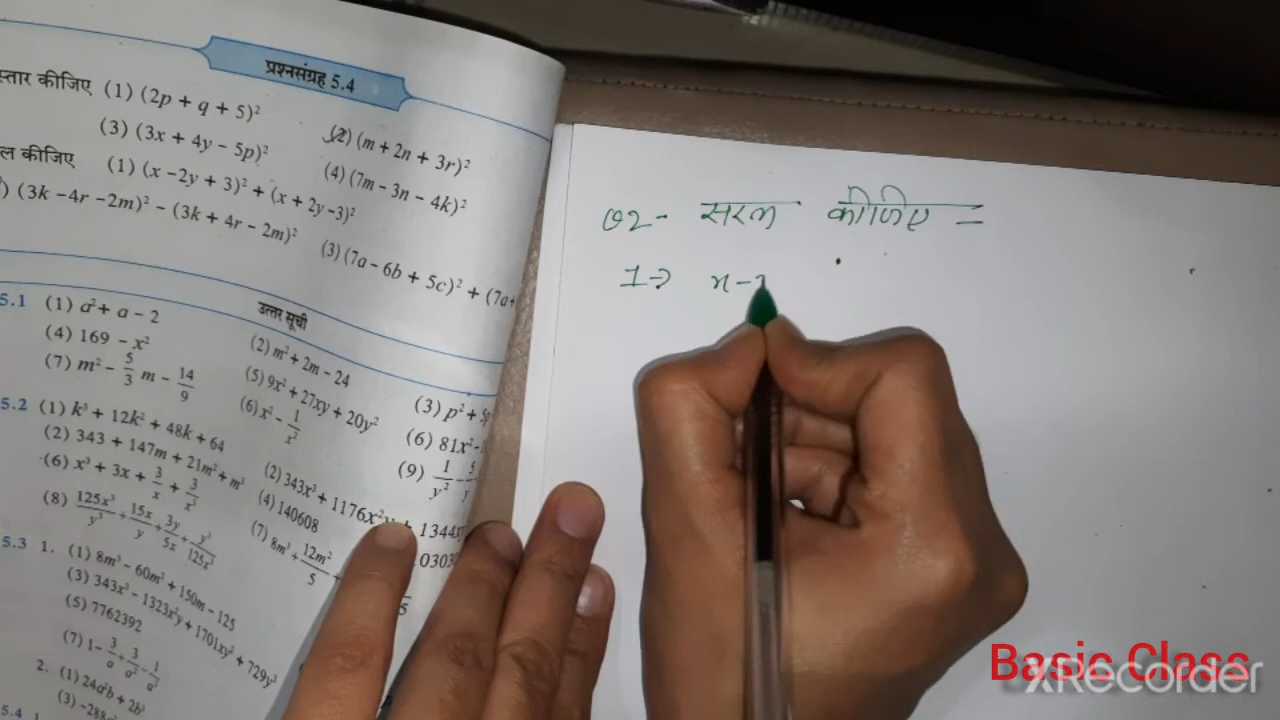 प्रश्नसंग्रह 5.4
स्तार कीजिए (1) (2p + q + 5)²
(2) (m + 2n + 3r)²
(3) (3x + 4y - 5p)²
(4) (7m - 3n - 4k)²
ल कीजिए (1) (x -2y + 3)² + (x + 2y -3)²
(3k -4r -2m)² - (3k + 4r - 2m)²
(3) (7a - 6b + 5c)² + (7a+
उत्तर सूची
5.1 (1) a² + a - 2
(2) m² + 2m - 24
(3) p² +
(4) 169 - x²
(5) 9x² + 27xy + 20y²
(6) 81x² -
(7) m² - 5/3 m - 14/9
(6) x² - 1/x²
(9) 1/y² -
5.2 (1) k³ + 12k² + 48k + 64
(2) 343x³ + 1176x²y + 1344x
(2) 343 + 147m + 21m² + m³
(4) 140608
(6) x³ + 3x + 3/x + 3/x³
(7) 8m³ + 12m²/5 +
(8) 125x³/y³ + 15x/y + 3y/5x + y³/125x³
5.3 1. (1) 8m³ - 60m² + 150m - 125
(3) 343x³ - 1323x²y + 1701xy² + 729y³
(5) 7762392
(7) 1 - 3/a + 3/a² - 1/a³
2. (1) 24a²b + 2b³
5.4
Q2- सरल कीजिए =
1⇒ x -
Basic Class
XRecorder